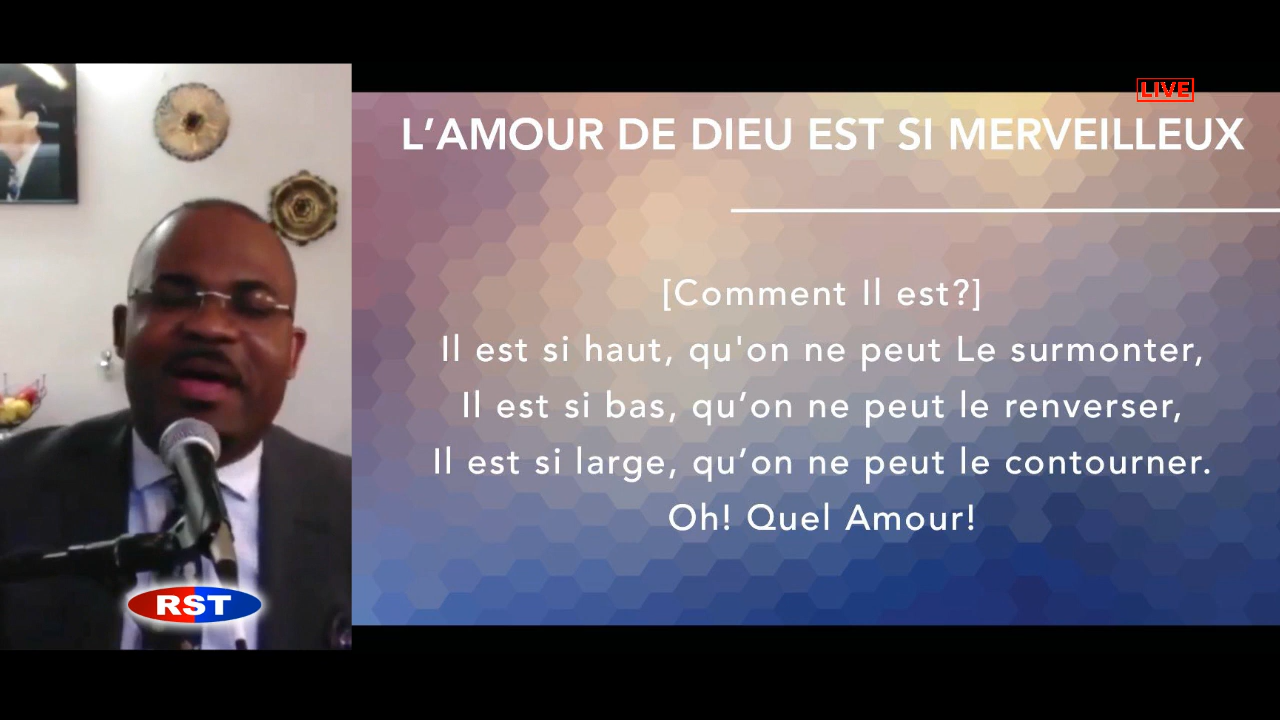 LIVE
L’AMOUR DE DIEU EST SI MERVEILLEUX
[Comment Il est?]
Il est si haut, qu'on ne peut Le surmonter,
Il est si bas, qu’on ne peut le renverser,
Il est si large, qu’on ne peut le contourner.
Oh! Quel Amour!
RST